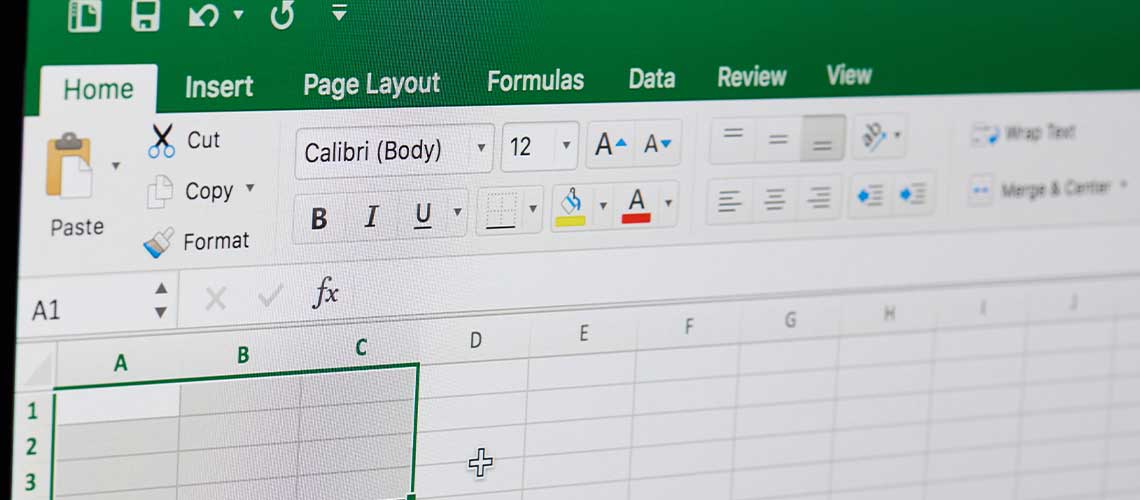 Home Insert Page Layout Formulas Data Review View
Cut
Calibri (Body) 12 A A ab Wrap Text
Copy
Paste B I U A Merge & Center
Format
A1 fx
A B C D E F G H I J
1
2
3